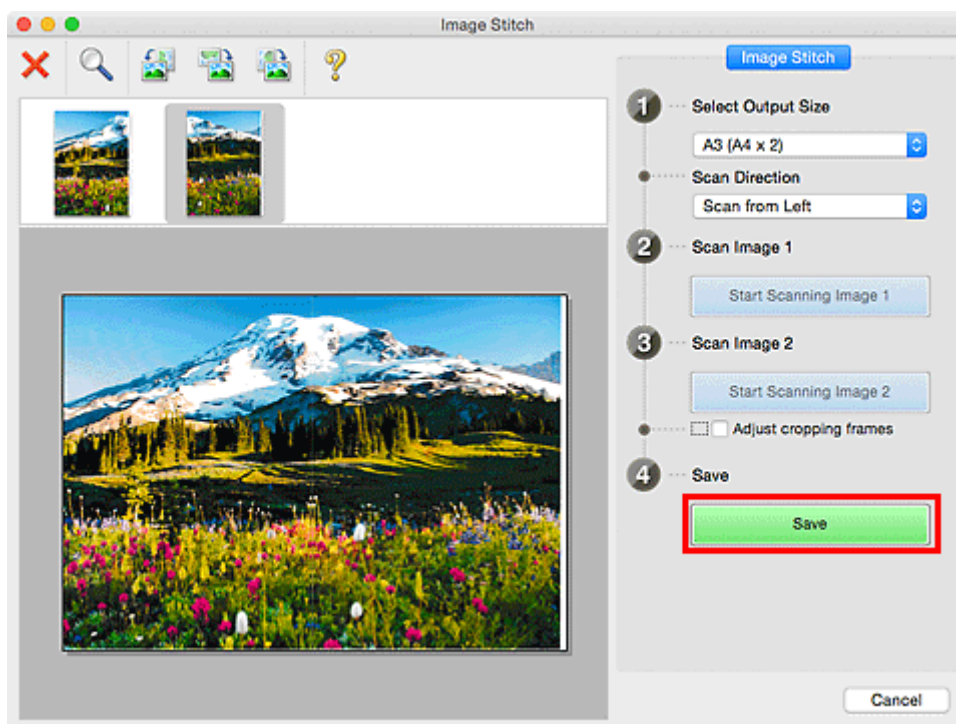 Image Stitch
?
Image Stitch
1 Select Output Size
A3 (A4 x 2)
Scan Direction
Scan from Left
2 Scan Image 1
Start Scanning Image 1
3 Scan Image 2
Start Scanning Image 2
Adjust cropping frames
4 Save
Save
Cancel